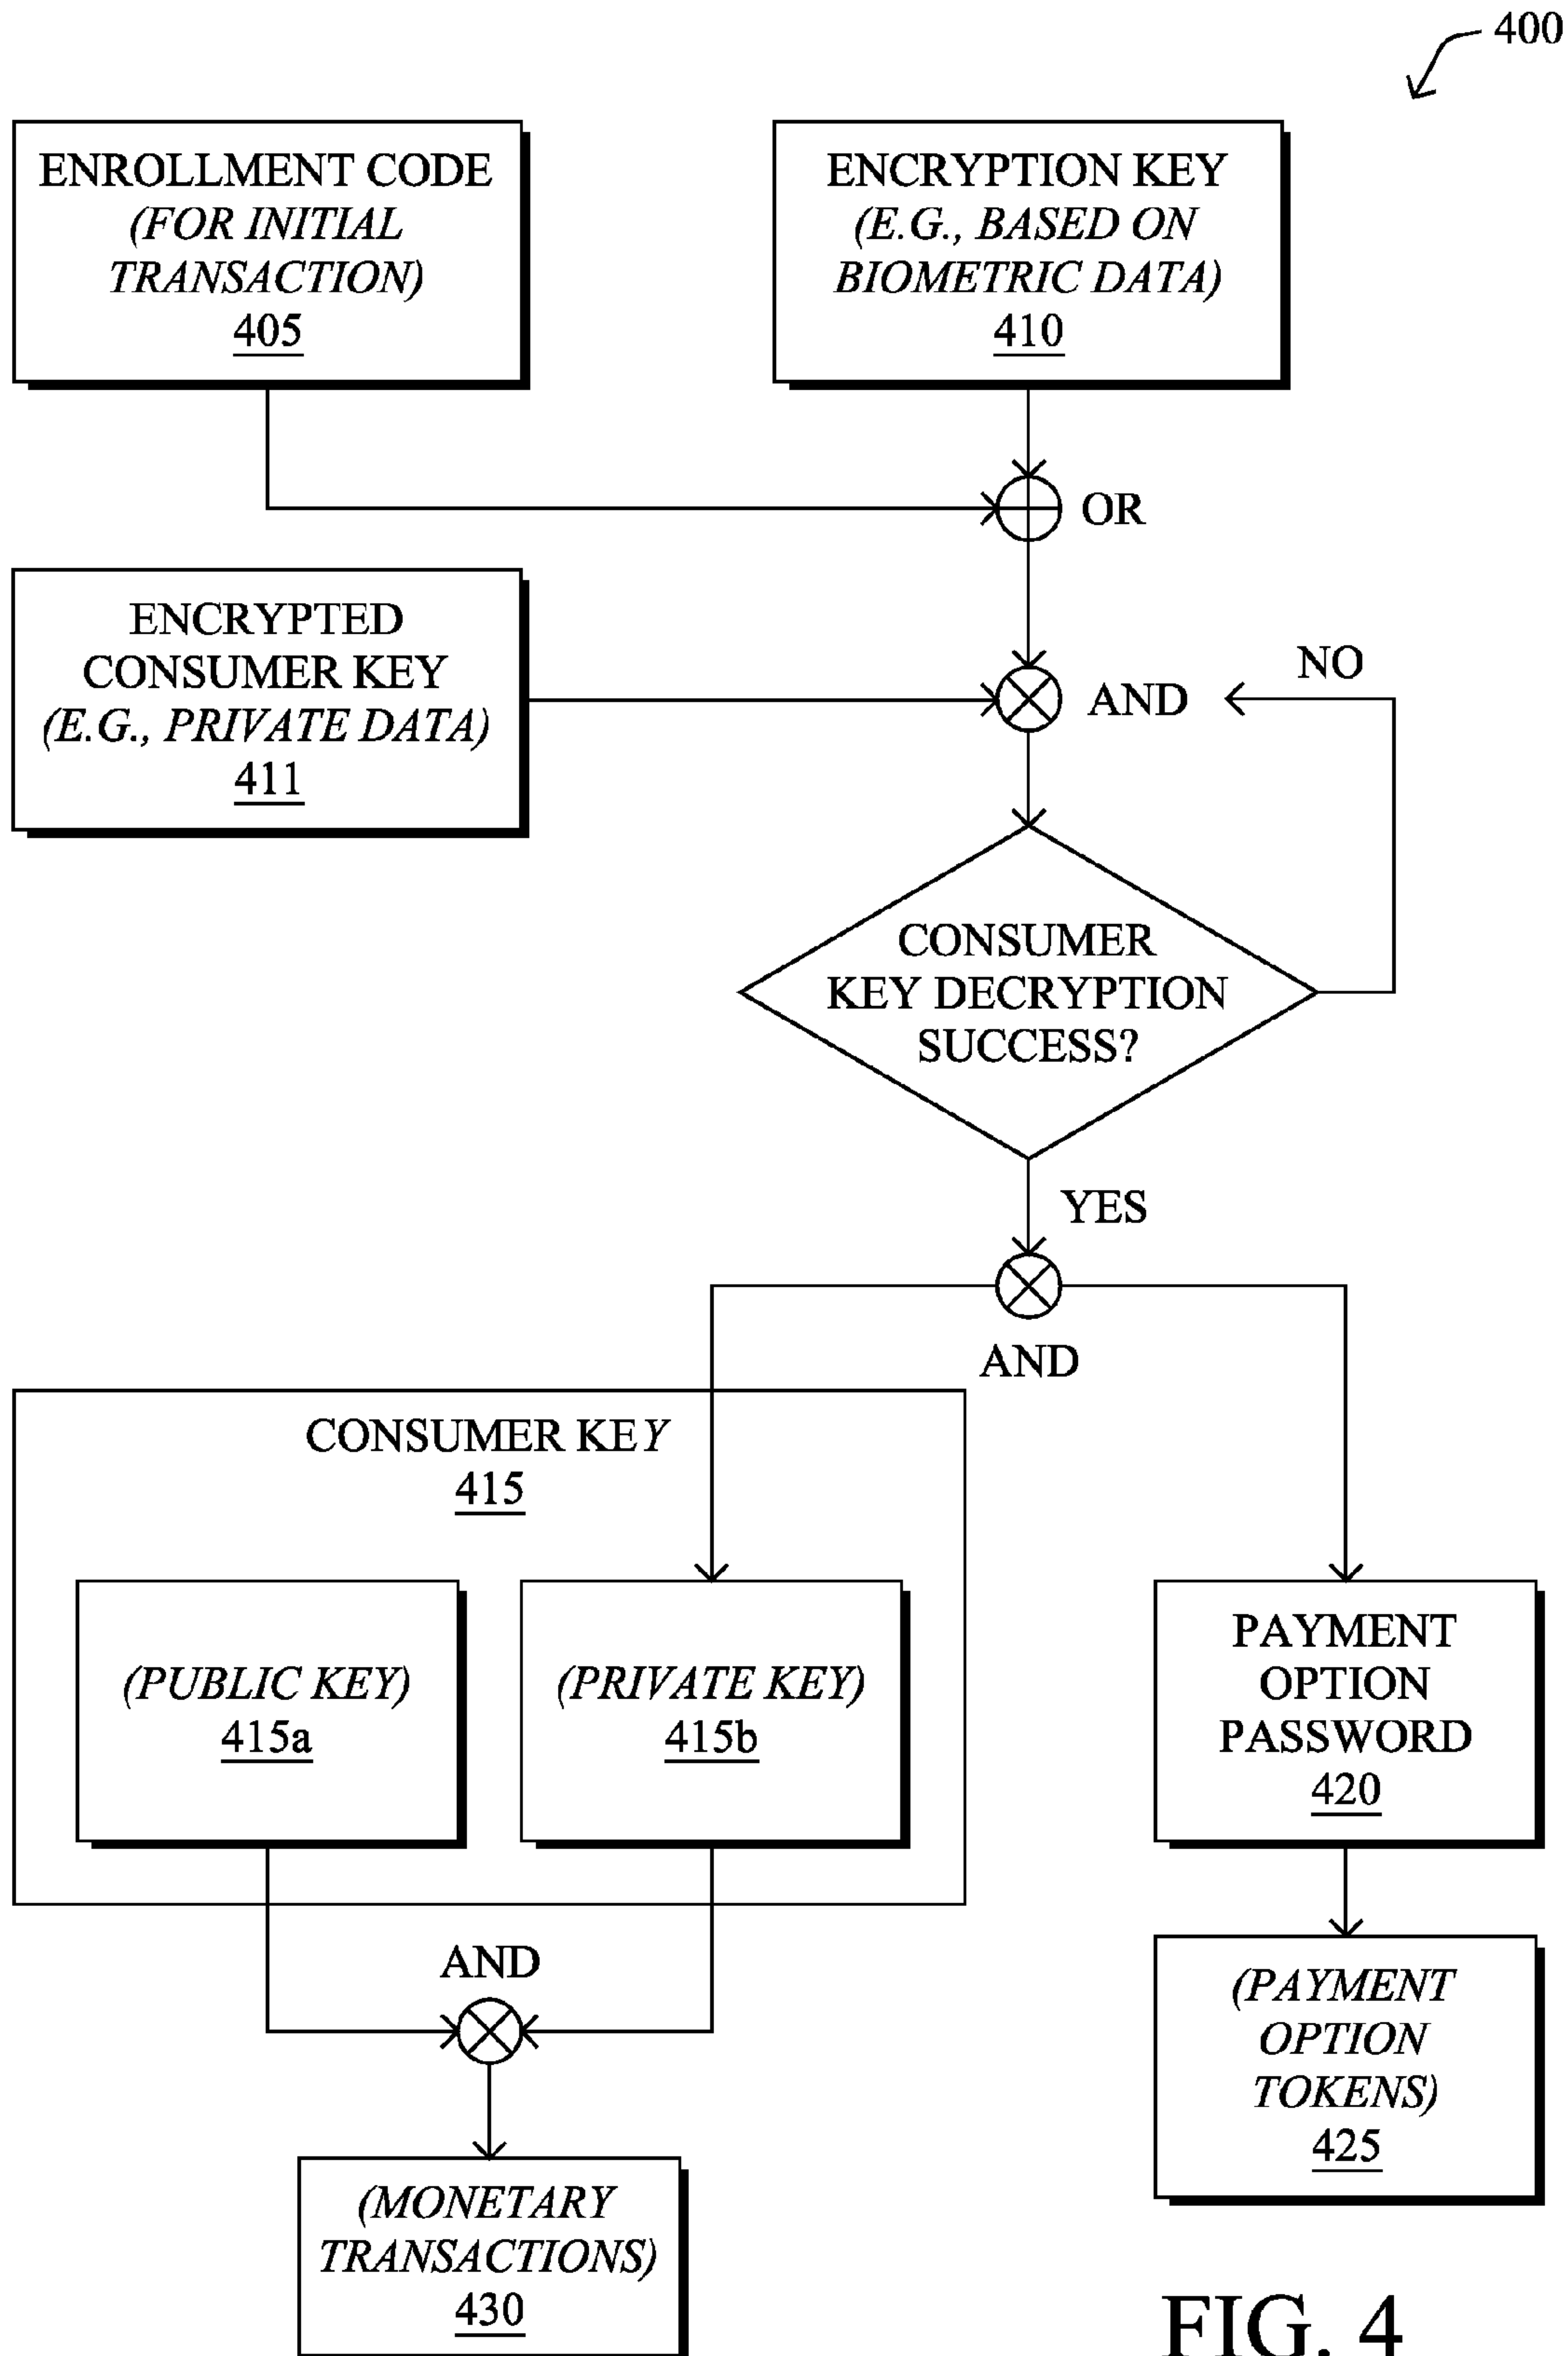 400
ENROLLMENT CODE
(FOR INITIAL
TRANSACTION)
405
ENCRYPTION KEY
(E.G., BASED ON
BIOMETRIC DATA)
410
OR
ENCRYPTED
CONSUMER KEY
(E.G., PRIVATE DATA)
411
AND
NO
CONSUMER
KEY DECRYPTION
SUCCESS?
YES
AND
CONSUMER KEY
415
(PUBLIC KEY)
415a
(PRIVATE KEY)
415b
PAYMENT
OPTION
PASSWORD
420
AND
(PAYMENT
OPTION
TOKENS)
425
(MONETARY
TRANSACTIONS)
430
FIG. 4